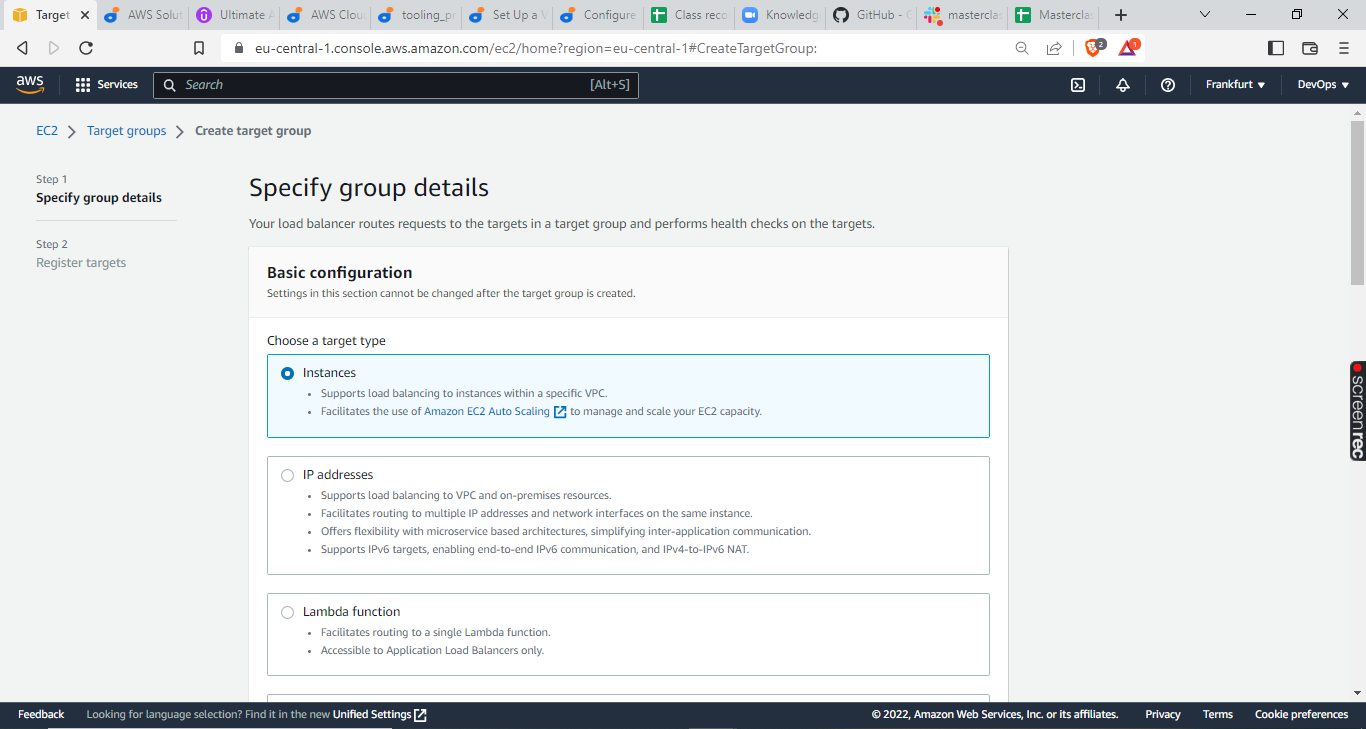 Target
AWS Solut
Ultimate A
AWS Clou
tooling_pr
Set Up a V
Configure
Class reco
Knowledg
GitHub - G
masterclas
Masterclas
eu-central-1.console.aws.amazon.com/ec2/home?region=eu-central-1#CreateTargetGroup:
2
1
aws
Services
Search
[Alt+S]
Frankfurt
DevOps
EC2
Target groups
Create target group
Step 1
Specify group details
Step 2
Register targets
Specify group details
Your load balancer routes requests to the targets in a target group and performs health checks on the targets.
Basic configuration
Settings in this section cannot be changed after the target group is created.
Choose a target type
Instances
• Supports load balancing to instances within a specific VPC.
• Facilitates the use of Amazon EC2 Auto Scaling to manage and scale your EC2 capacity.
IP addresses
• Supports load balancing to VPC and on-premises resources.
• Facilitates routing to multiple IP addresses and network interfaces on the same instance.
• Offers flexibility with microservice based architectures, simplifying inter-application communication.
• Supports IPv6 targets, enabling end-to-end IPv6 communication, and IPv4-to-IPv6 NAT.
Lambda function
• Facilitates routing to a single Lambda function.
• Accessible to Application Load Balancers only.
screenrec
Feedback
Looking for language selection? Find it in the new Unified Settings
© 2022, Amazon Web Services, Inc. or its affiliates.
Privacy
Terms
Cookie preferences